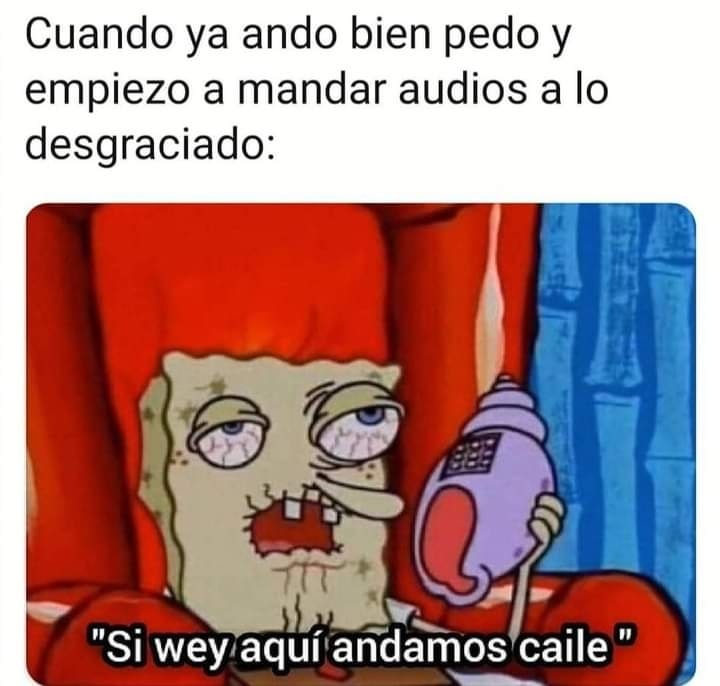 Cuando ya ando bien pedo y
empiezo a mandar audios a lo
desgraciado:
"Si wey aquí andamos caile"